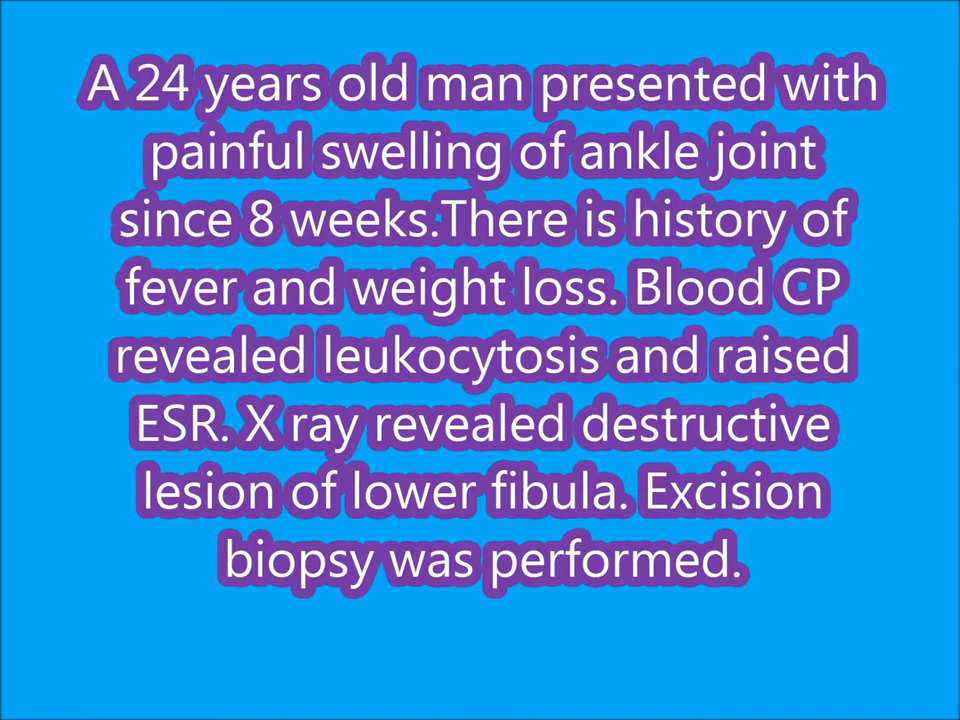 A 24 years old man presented with
painful swelling of ankle joint
since 8 weeks.There is history of
fever and weight loss. Blood CP
revealed leukocytosis and raised
ESR. X ray revealed destructive
lesion of lower fibula. Excision
biopsy was performed.